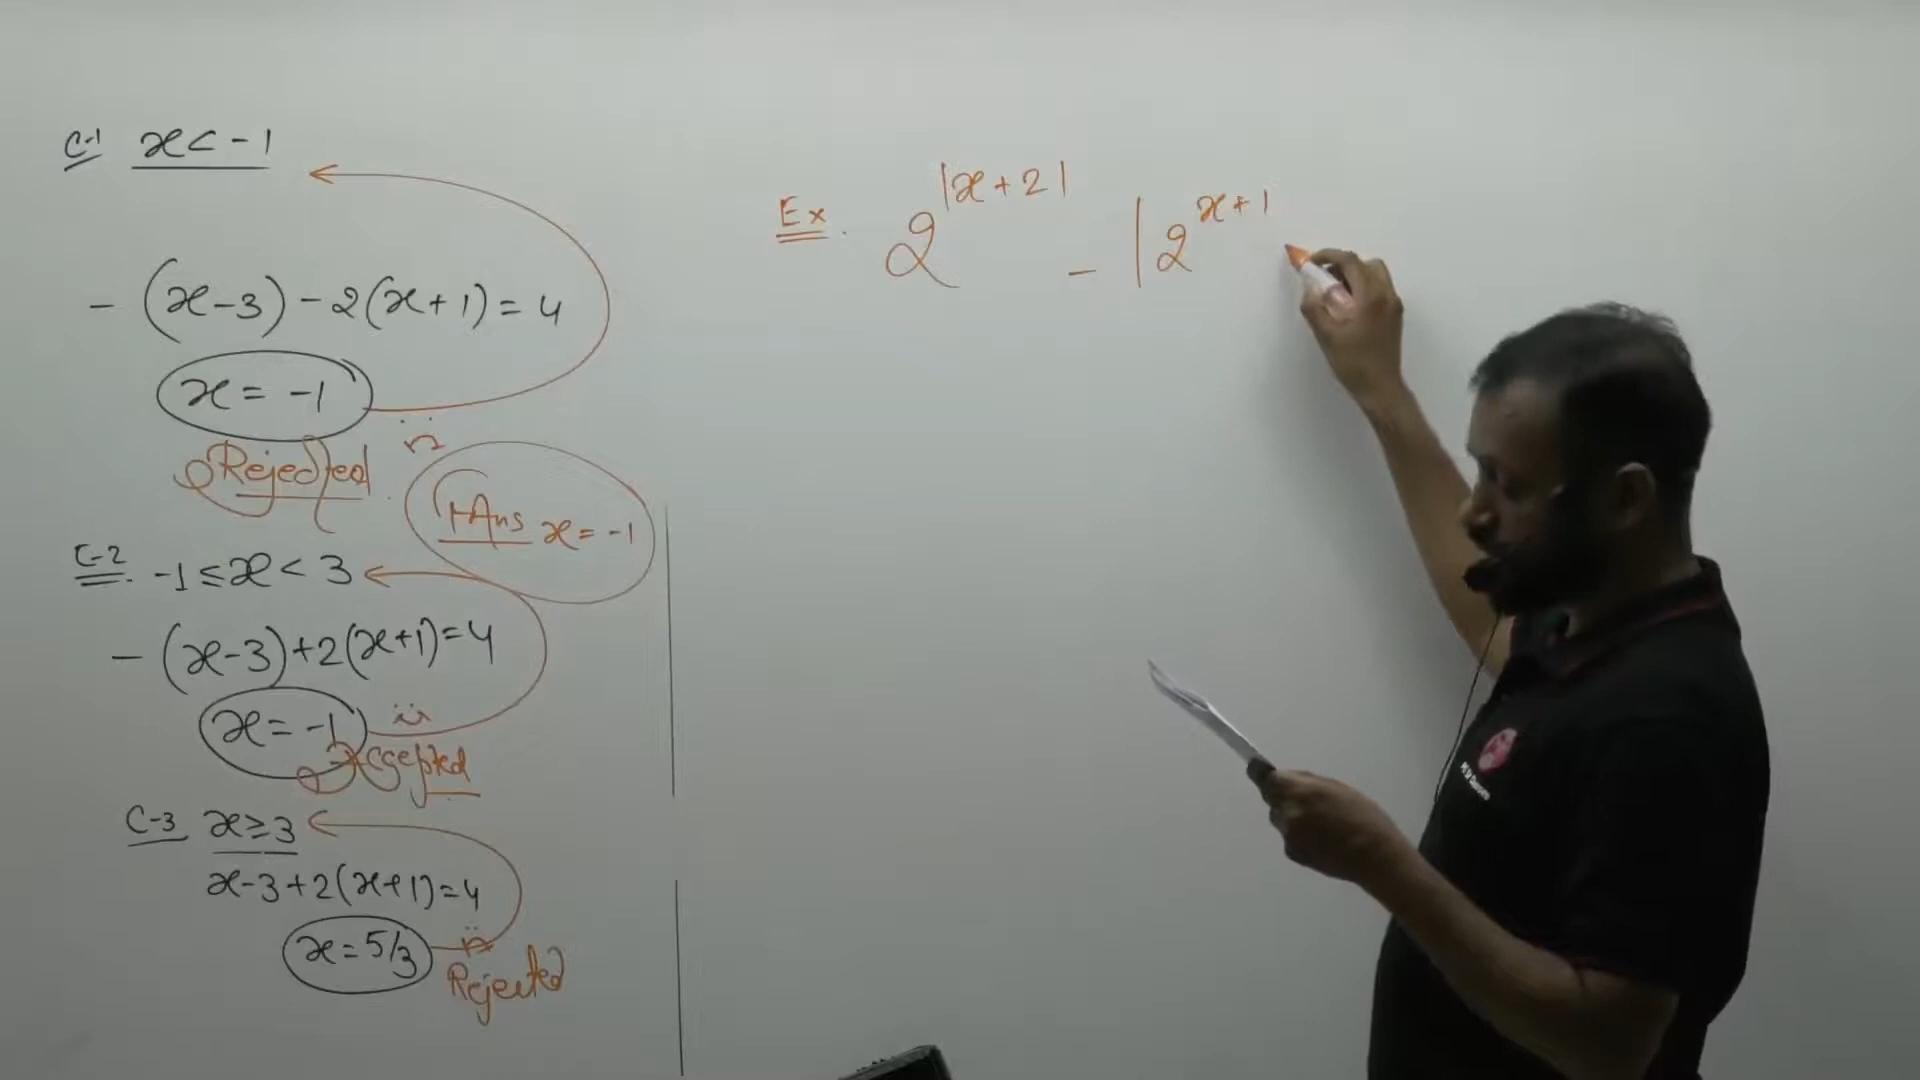 C-1 x < -1
- (x-3) - 2(x+1) = 4
x = -1
Rejected
Ans x = -1
C-2. -1 ≤ x < 3
- (x-3) + 2(x+1) = 4
x = -1
Accepted
C-3 x ≥ 3
x-3+2(x+1) = 4
x = 5/3
Rejected
Ex. 2^|x+2| - |2^x+1